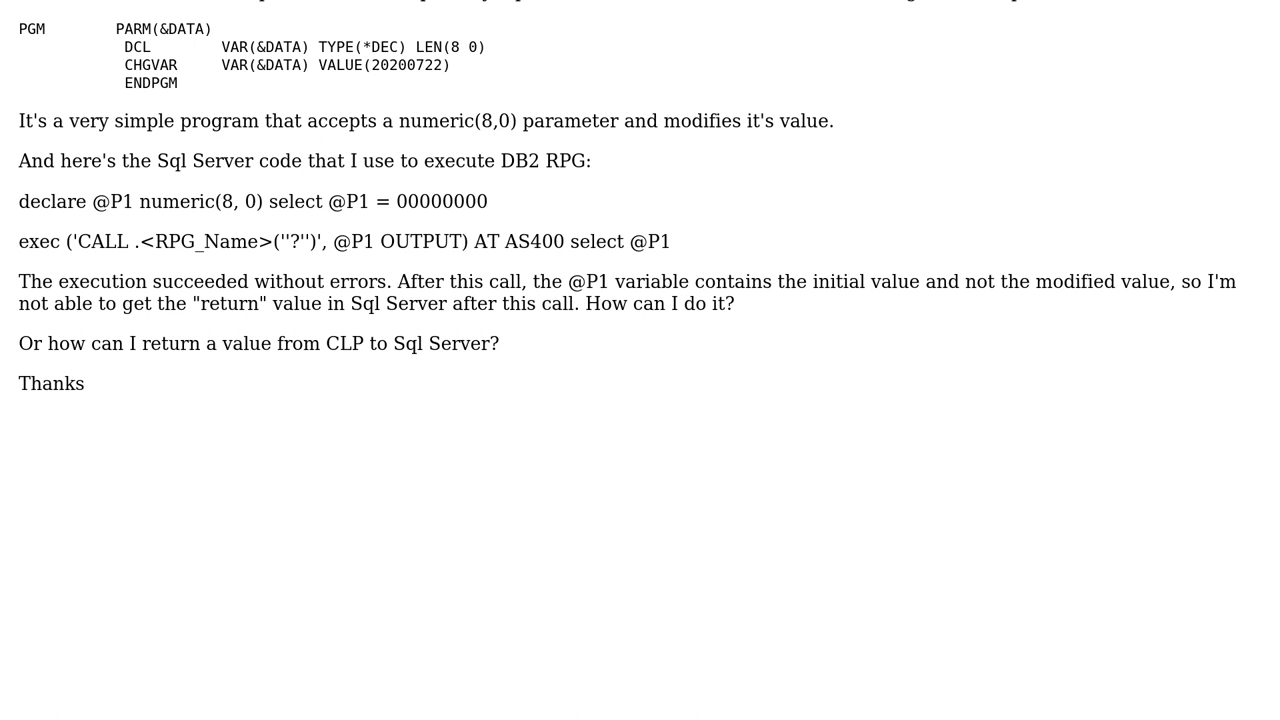 PGM        PARM(&DATA)
            DCL        VAR(&DATA) TYPE(*DEC) LEN(8 0)
            CHGVAR     VAR(&DATA) VALUE(20200722)
            ENDPGM
It's a very simple program that accepts a numeric(8,0) parameter and modifies it's value.
And here's the Sql Server code that I use to execute DB2 RPG:
declare @P1 numeric(8, 0) select @P1 = 00000000
exec ('CALL .<RPG_Name>(''?'')', @P1 OUTPUT) AT AS400 select @P1
The execution succeeded without errors. After this call, the @P1 variable contains the initial value and not the modified value, so I'm
not able to get the "return" value in Sql Server after this call. How can I do it?
Or how can I return a value from CLP to Sql Server?
Thanks